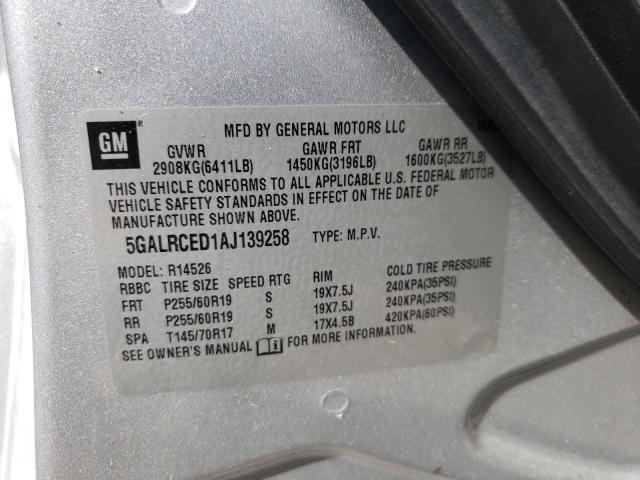 GM
MFD BY GENERAL MOTORS LLC
GVWR GAWR FRT GAWR RR
2908KG(6411LB) 1450KG(3196LB) 1600KG(3527LB)
THIS VEHICLE CONFORMS TO ALL APPLICABLE U.S. FEDERAL MOTOR
VEHICLE SAFETY STANDARDS IN EFFECT ON THE DATE OF
MANUFACTURE SHOWN ABOVE.
5GALRCED1AJ139258 TYPE: M.P.V.
MODEL: R14526
RBBC TIRE SIZE SPEED RTG RIM COLD TIRE PRESSURE
FRT P255/60R19 S 19X7.5J 240KPA(35PSI)
RR P255/60R19 S 19X7.5J 240KPA(35PSI)
SPA T145/70R17 M 17X4.5B 420KPA(60PSI)
SEE OWNER'S MANUAL FOR MORE INFORMATION.